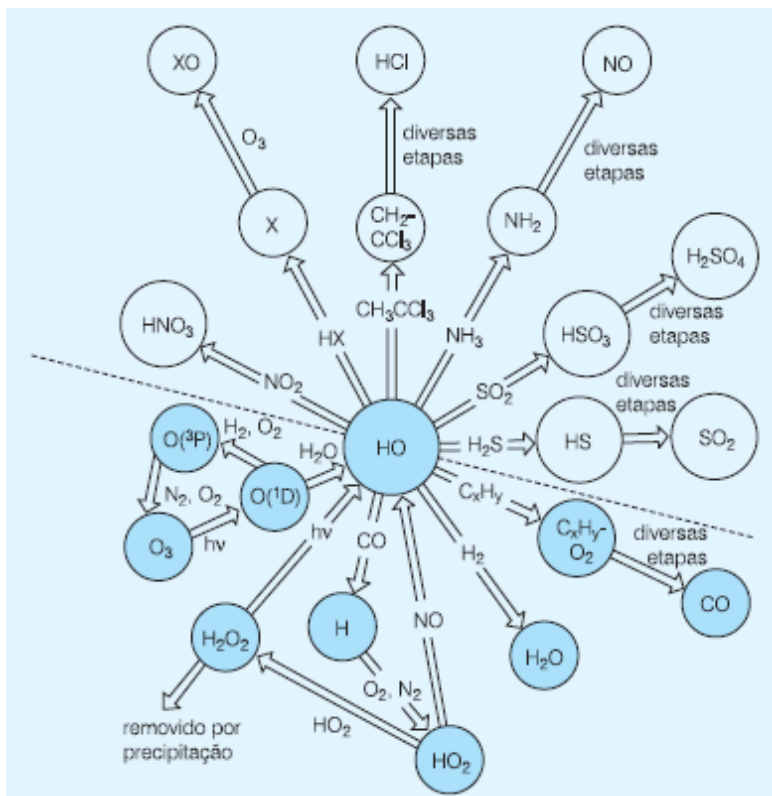 XO
HCl
NO
O₃
diversas
etapas
diversas
etapas
X
CH₂–
CCl₃
NH₂
H₂SO₄
HNO₃
HX
CH₃CCl₃
NH₃
HSO₃
diversas
etapas
NO₂
SO₂
diversas
etapas
O(³P)
H₂, O₂
H₂O
HO
H₂S
HS
SO₂
N₂, O₂
O(¹D)
CₓHᵧ
O₃
hν
hν
CO
H₂
CₓHᵧ-
O₂
diversas
etapas
CO
H₂O₂
H
NO
H₂O
O₂, N₂
removido por
precipitação
HO₂
HO₂